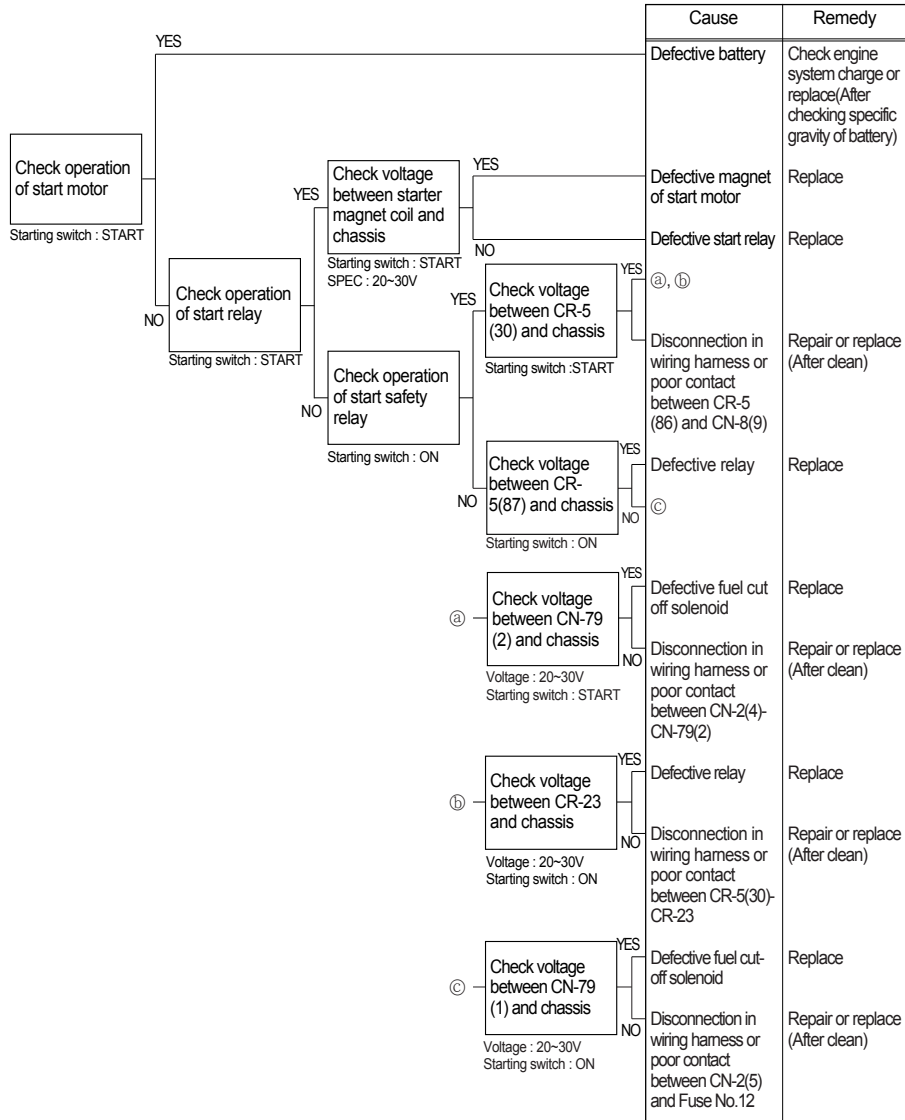 Cause
Remedy
YES
Defective battery
Check engine
system charge or
replace(After
checking specific
gravity of battery)
Check operation
of start motor
Starting switch : START
YES
Check voltage
between starter
magnet coil and
chassis
Starting switch : START
SPEC : 20~30V
YES
Defective magnet
of start motor
Replace
NO
Defective start relay
Replace
NO
Check operation
of start relay
Starting switch : START
NO
Check operation
of start safety
relay
Starting switch : ON
YES
Check voltage
between CR-5
(30) and chassis
Starting switch :START
YES
ⓐ, ⓑ
Disconnection in
wiring harness or
poor contact
between CR-5
(86) and CN-8(9)
Repair or replace
(After clean)
NO
Check voltage
between CR-
5(87) and chassis
Starting switch : ON
YES
Defective relay
Replace
NO
ⓒ
ⓐ
Check voltage
between CN-79
(2) and chassis
Voltage : 20~30V
Starting switch : START
YES
Defective fuel cut
off solenoid
Replace
NO
Disconnection in
wiring harness or
poor contact
between CN-2(4)-
CN-79(2)
Repair or replace
(After clean)
ⓑ
Check voltage
between CR-23
and chassis
Voltage : 20~30V
Starting switch : ON
YES
Defective relay
Replace
NO
Disconnection in
wiring harness or
poor contact
between CR-5(30)-
CR-23
Repair or replace
(After clean)
ⓒ
Check voltage
between CN-79
(1) and chassis
Voltage : 20~30V
Starting switch : ON
YES
Defective fuel cut-
off solenoid
Replace
NO
Disconnection in
wiring harness or
poor contact
between CN-2(5)
and Fuse No.12
Repair or replace
(After clean)